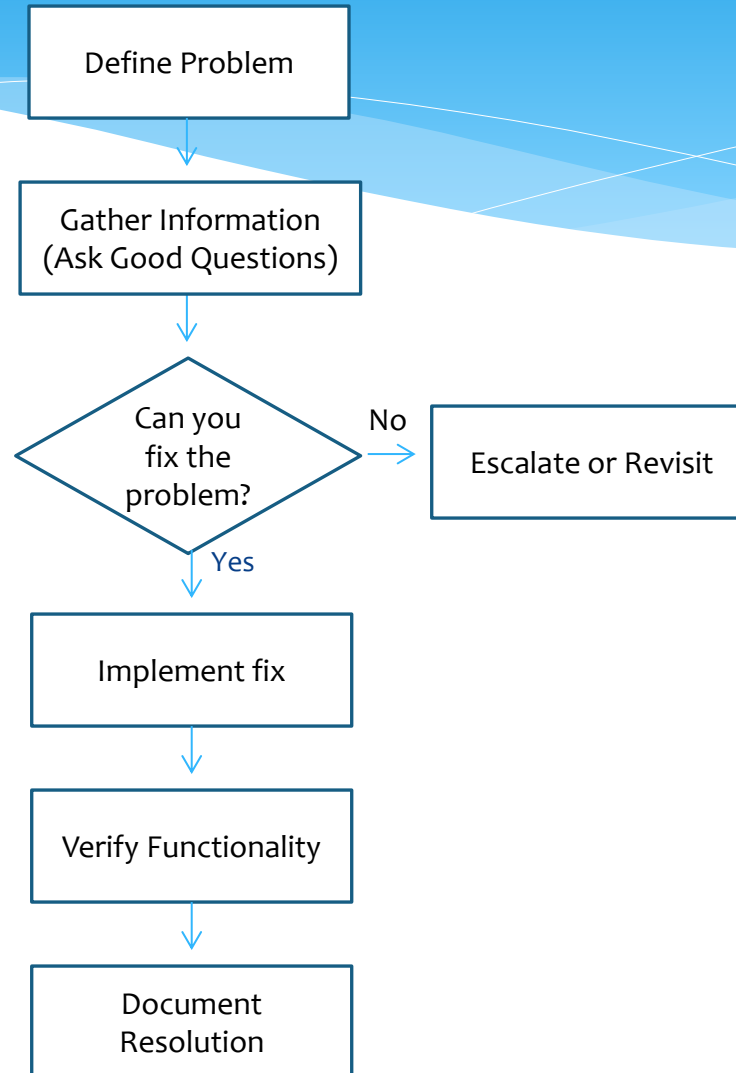 Define Problem
Gather Information
(Ask Good Questions)
Can you
fix the
problem?
No
Escalate or Revisit
Yes
Implement fix
Verify Functionality
Document
Resolution